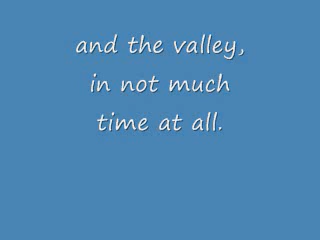 and the valley,
in not much
time at all.